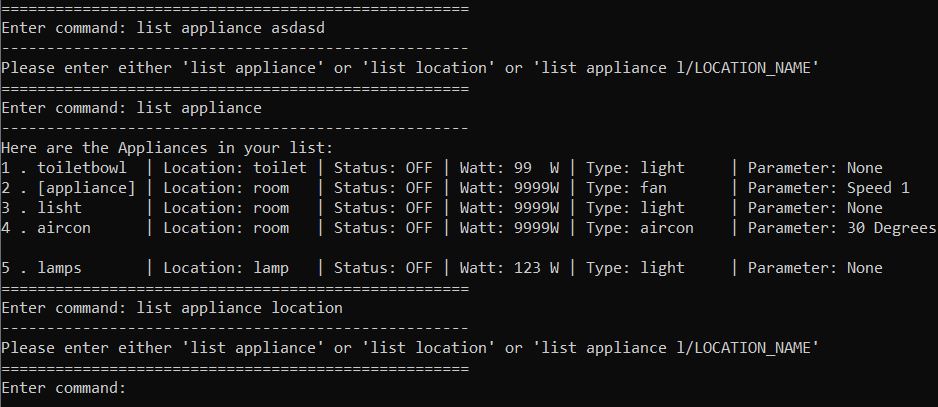 ====================================================
Enter command: list appliance asdasd
----------------------------------------------------
Please enter either 'list appliance' or 'list location' or 'list appliance l/LOCATION_NAME'
====================================================
Enter command: list appliance
----------------------------------------------------
Here are the Appliances in your list:
1 . toiletbowl  | Location: toilet | Status: OFF | Watt: 99  W | Type: light     | Parameter: None
2 . [appliance] | Location: room   | Status: OFF | Watt: 9999W | Type: fan       | Parameter: Speed 1
3 . lisht       | Location: room   | Status: OFF | Watt: 9999W | Type: light     | Parameter: None
4 . aircon      | Location: room   | Status: OFF | Watt: 9999W | Type: aircon    | Parameter: 30 Degrees
5 . lamps       | Location: lamp   | Status: OFF | Watt: 123 W | Type: light     | Parameter: None
====================================================
Enter command: list appliance location
----------------------------------------------------
Please enter either 'list appliance' or 'list location' or 'list appliance l/LOCATION_NAME'
====================================================
Enter command: